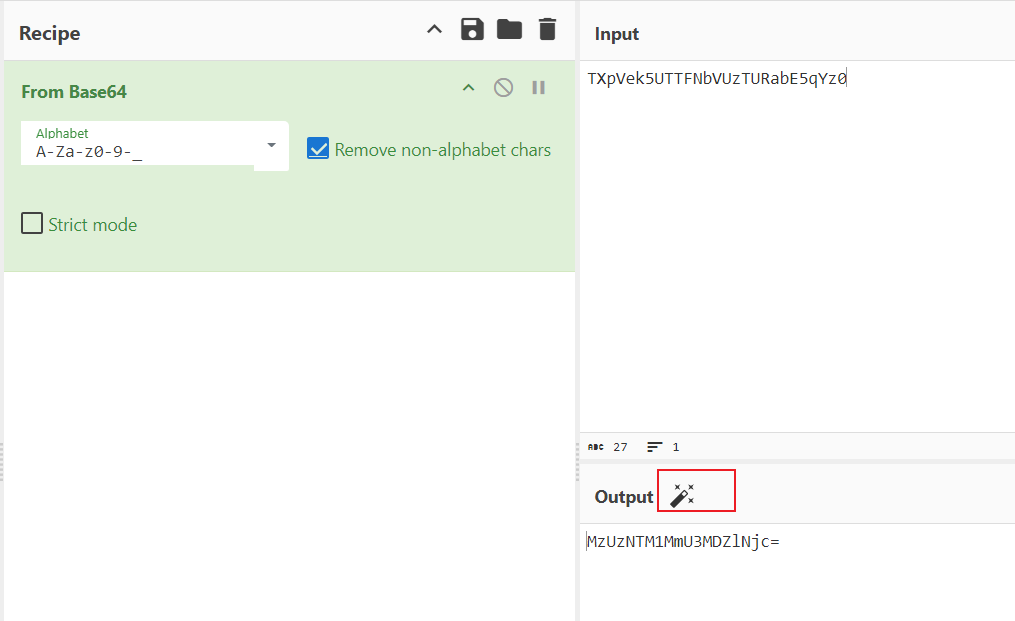 Recipe
From Base64
Alphabet
A-Za-z0-9-_
Remove non-alphabet chars
Strict mode
Input
TXpVek5UTTFNbVUzTURabE5qYz0
ABC 27 1
Output
MzUzNTM1MmU3MDZlNjc=